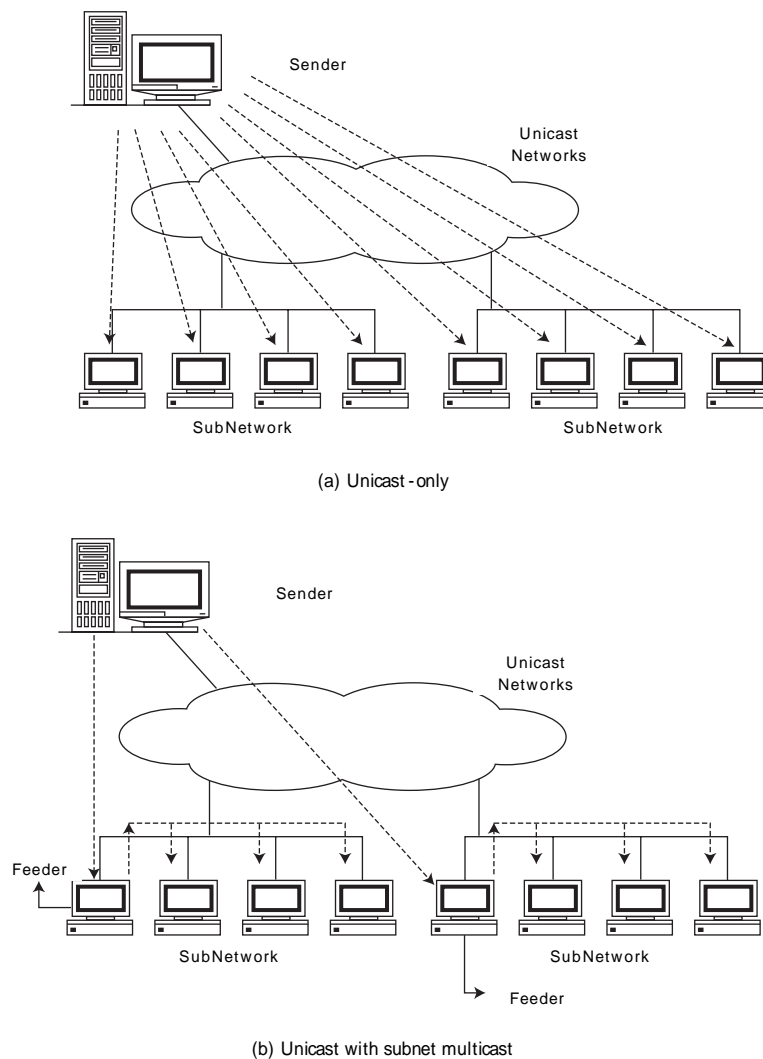 Sender
Unicast
Networks
SubNetwork SubNetwork
(a) Unicast-only
Sender
Unicast
Networks
Feeder
SubNetwork SubNetwork
Feeder
(b) Unicast with subnet multicast